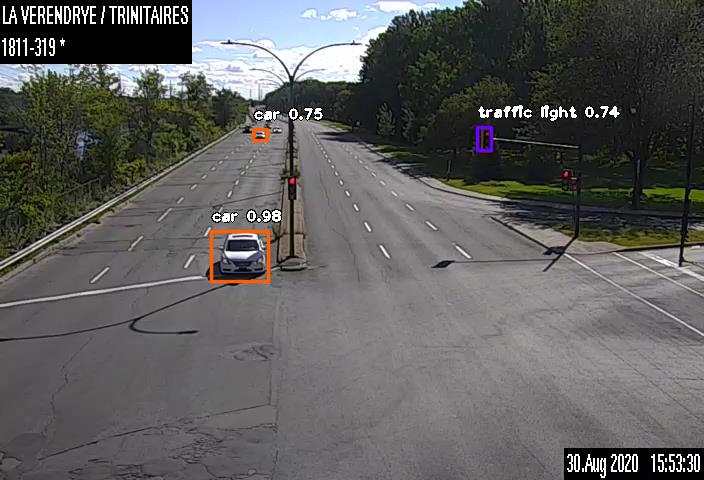 LA VERENDRYE / TRINITAIRES
1811-319 *
car 0.75
traffic light 0.74
car 0.98
30.Aug 2020 15:53:30